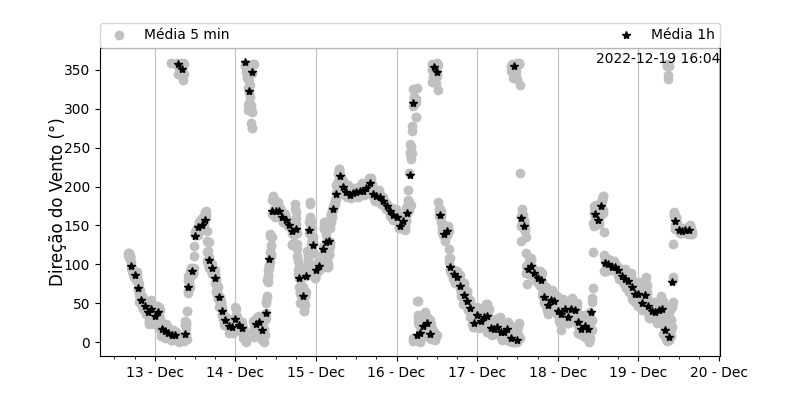 Média 5 min
Média 1h
2022-12-19 16:04
Direção do Vento (°)
350
300
250
200
150
100
50
0
13 - Dec
14 - Dec
15 - Dec
16 - Dec
17 - Dec
18 - Dec
19 - Dec
20 - Dec